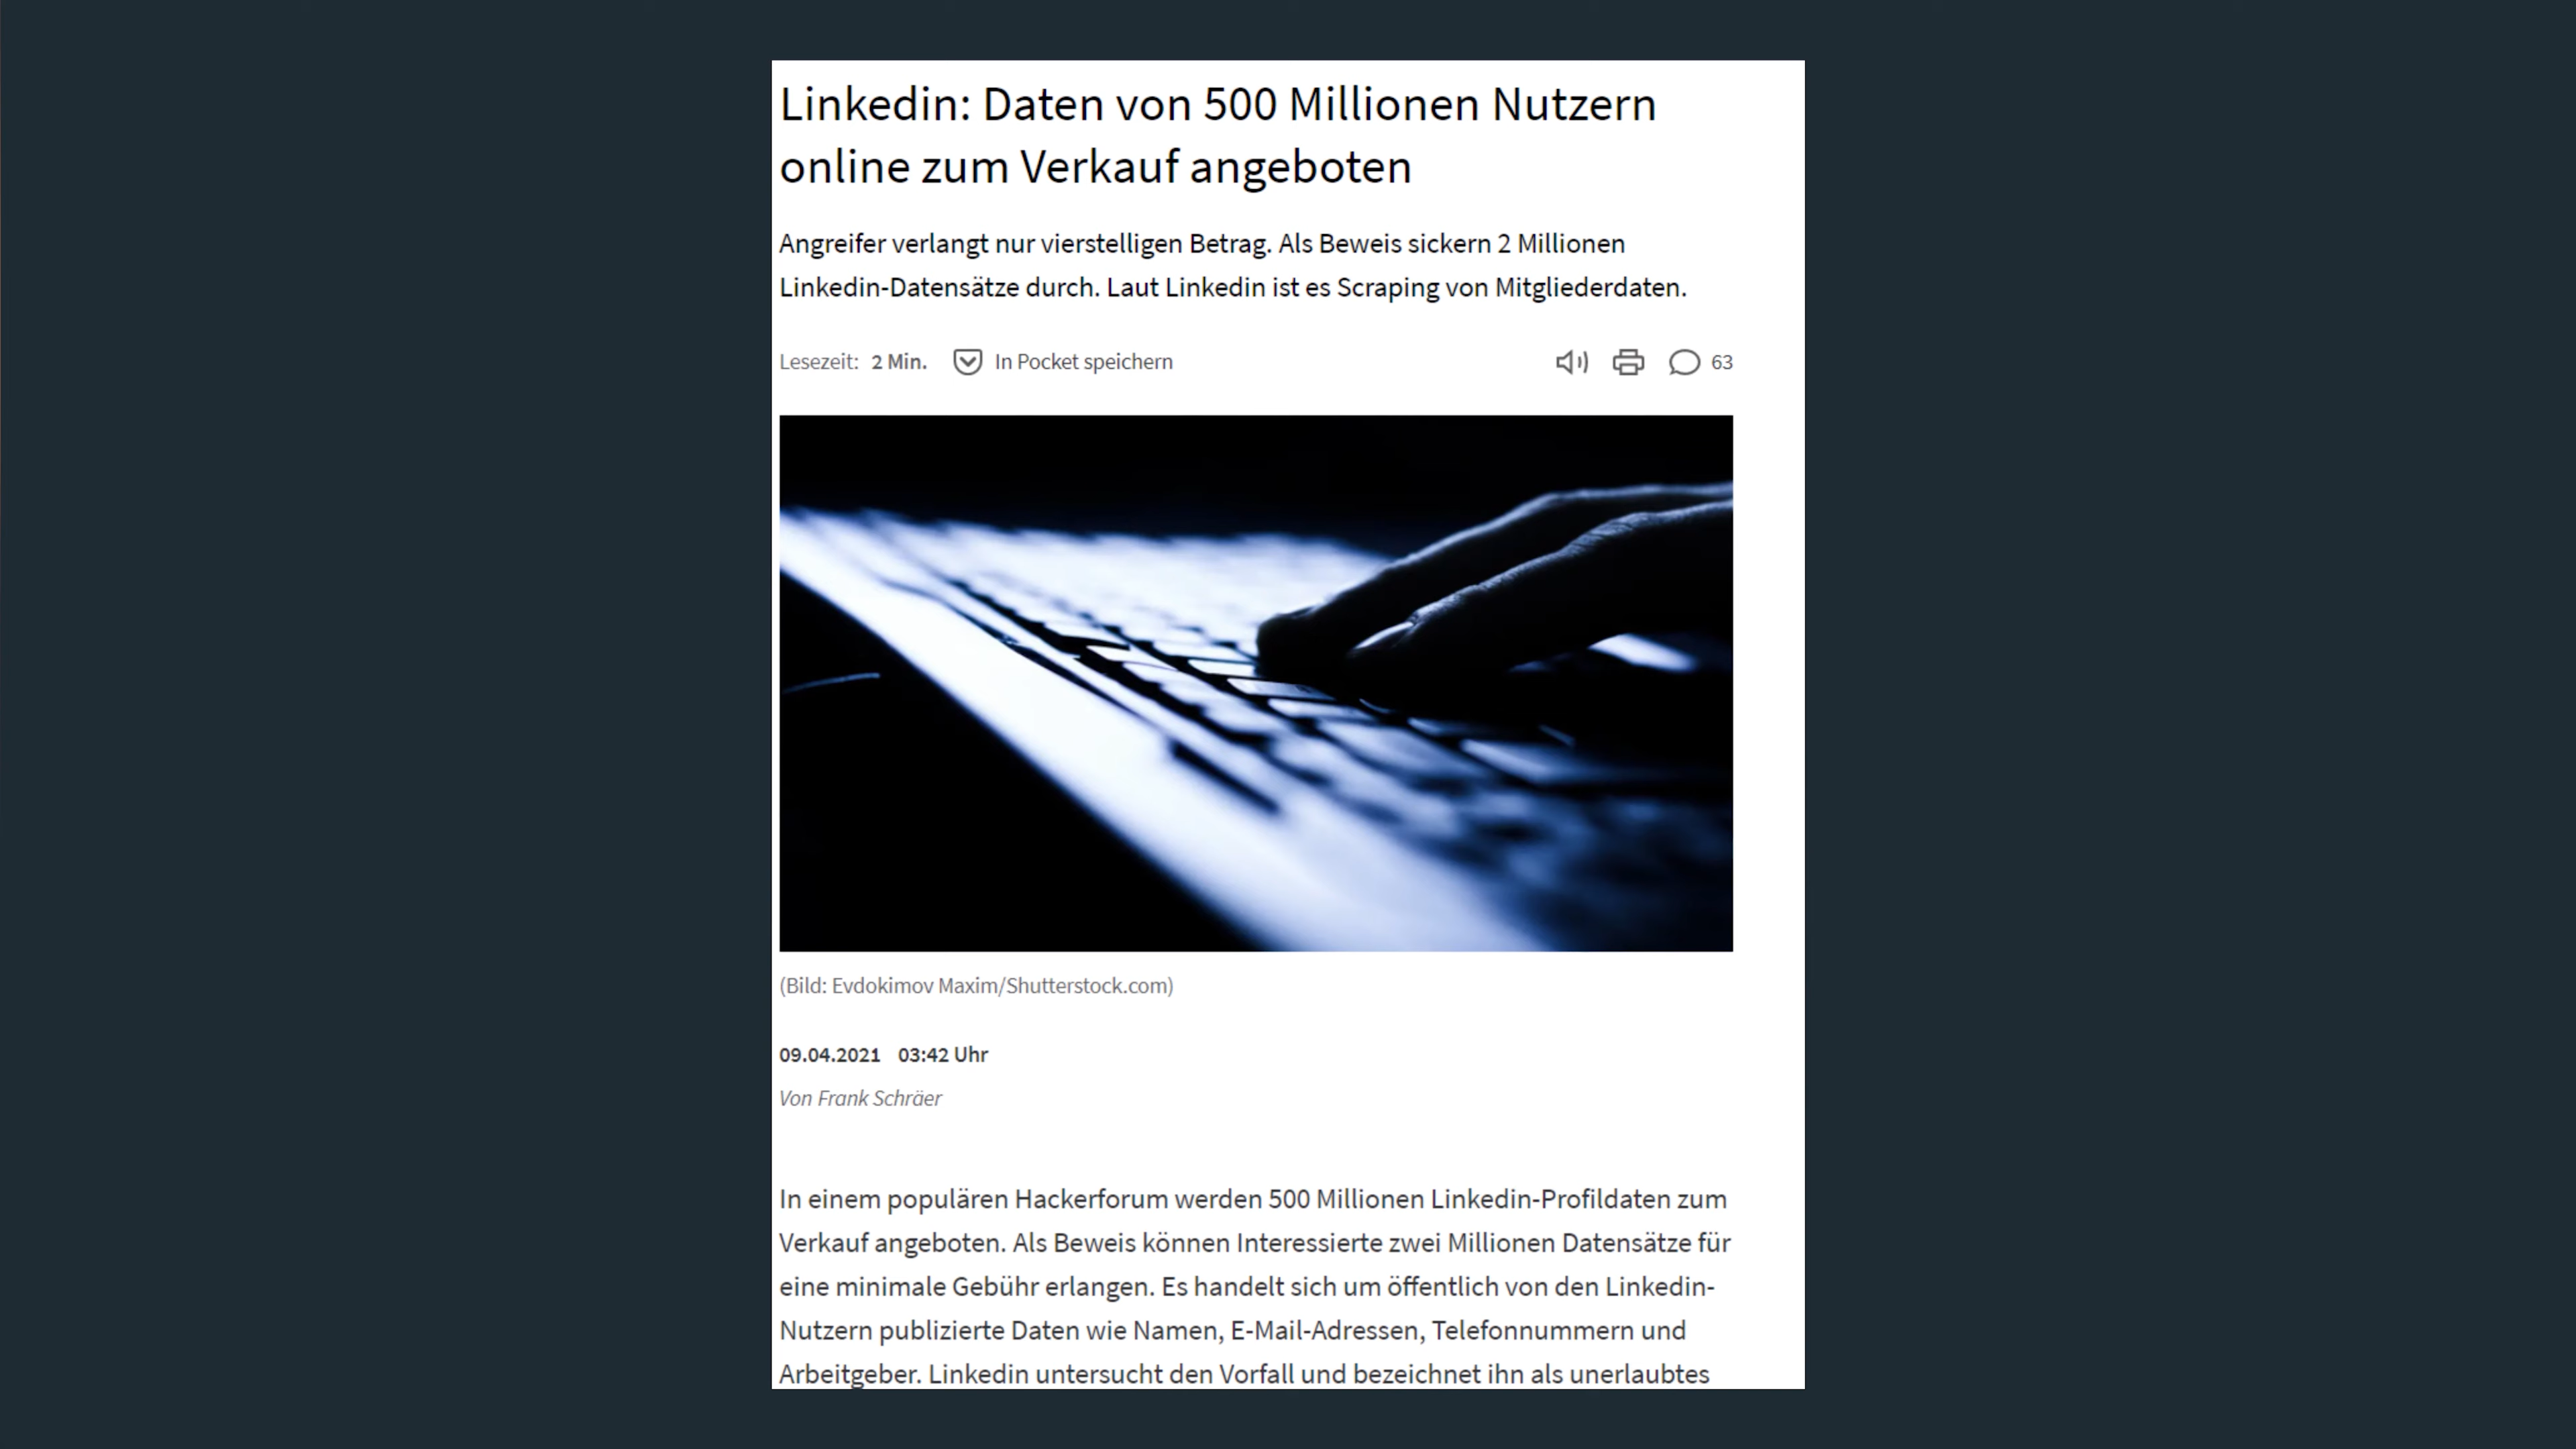 Linkedin: Daten von 500 Millionen Nutzern
online zum Verkauf angeboten
Angreifer verlangt nur vierstelligen Betrag. Als Beweis sickern 2 Millionen
Linkedin-Datensätze durch. Laut Linkedin ist es Scraping von Mitgliederdaten.
Lesezeit: 2 Min. In Pocket speichern 63
(Bild: Evdokimov Maxim/Shutterstock.com)
09.04.2021 03:42 Uhr
Von Frank Schräer
In einem populären Hackerforum werden 500 Millionen Linkedin-Profildaten zum
Verkauf angeboten. Als Beweis können Interessierte zwei Millionen Datensätze für
eine minimale Gebühr erlangen. Es handelt sich um öffentlich von den Linkedin-
Nutzern publizierte Daten wie Namen, E-Mail-Adressen, Telefonnummern und
Arbeitgeber. Linkedin untersucht den Vorfall und bezeichnet ihn als unerlaubtes